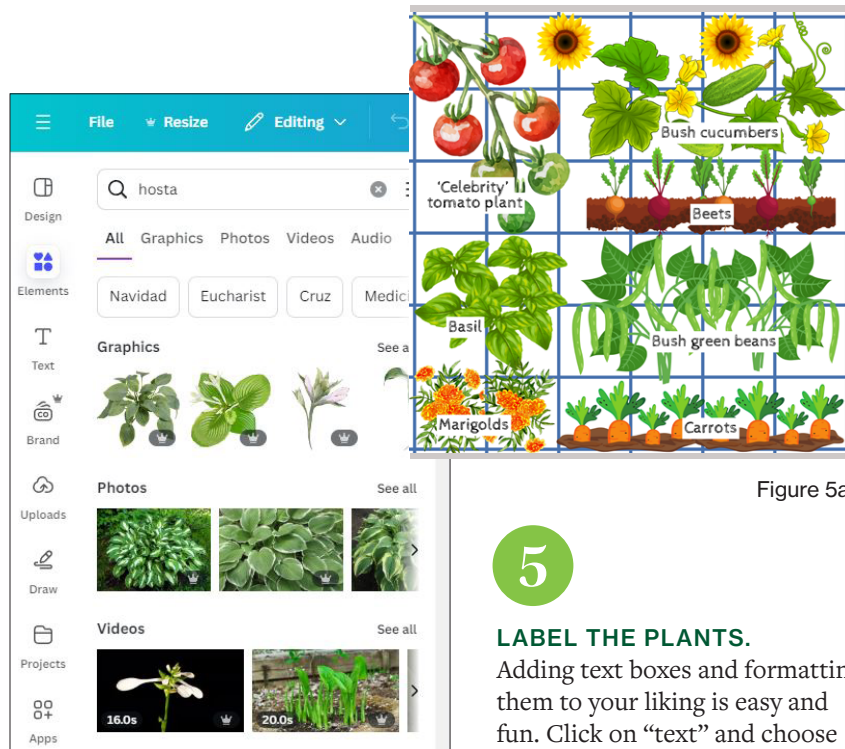 File Resize Editing
Design
hosta
All Graphics Photos Videos Audio
Elements
Navidad Eucharist Cruz
Text
Graphics See a
Brand
Uploads
Photos See all
Draw
Projects
Videos See all
16.0s 20.0s
Apps
Bush cucumbers
‘Celebrity’
tomato plant
Beets
Basil
Bush green beans
Marigolds
Carrots
Figure 5a
5
LABEL THE PLANTS.
Adding text boxes and formattin
them to your liking is easy and
fun. Click on “text” and choose